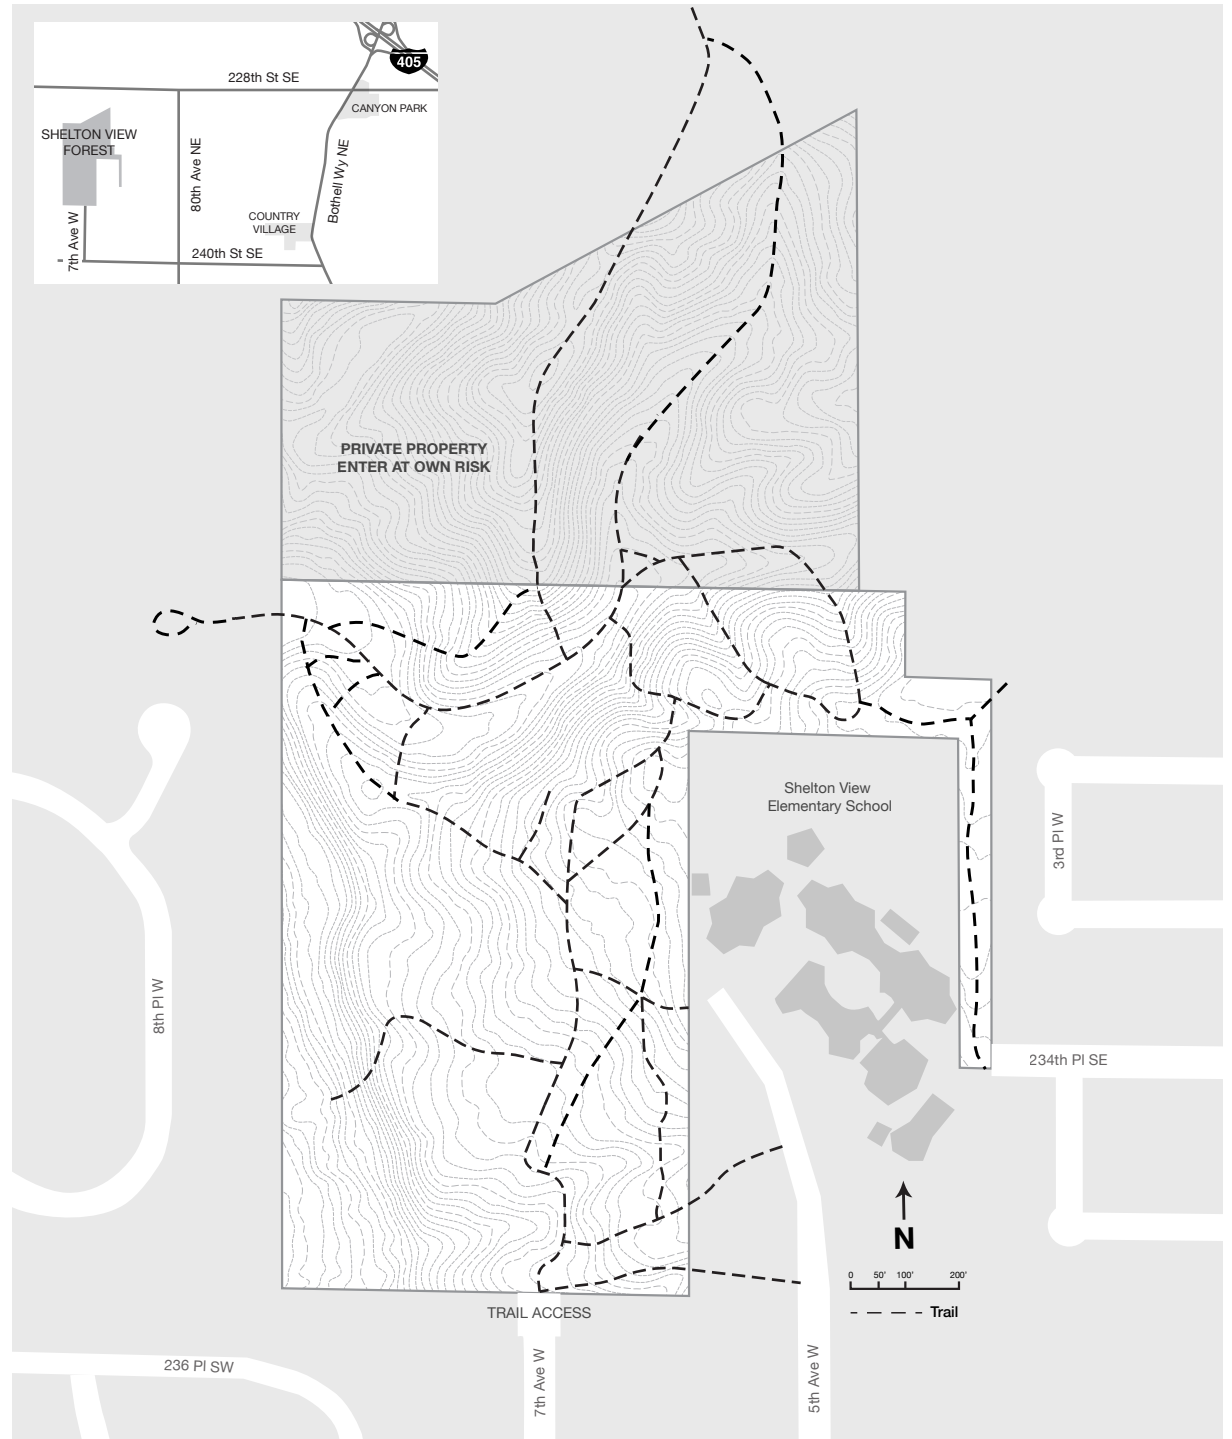 405
228th St SE
CANYON PARK
SHELTON VIEW
FOREST
80th Ave NE
Bothell Wy NE
COUNTRY
VILLAGE
7th Ave W
240th St SE
PRIVATE PROPERTY
ENTER AT OWN RISK
Shelton View
Elementary School
3rd Pl W
8th Pl W
234th Pl SE
N
0 50' 100' 200'
Trail
TRAIL ACCESS
236 Pl SW
7th Ave W
5th Ave W